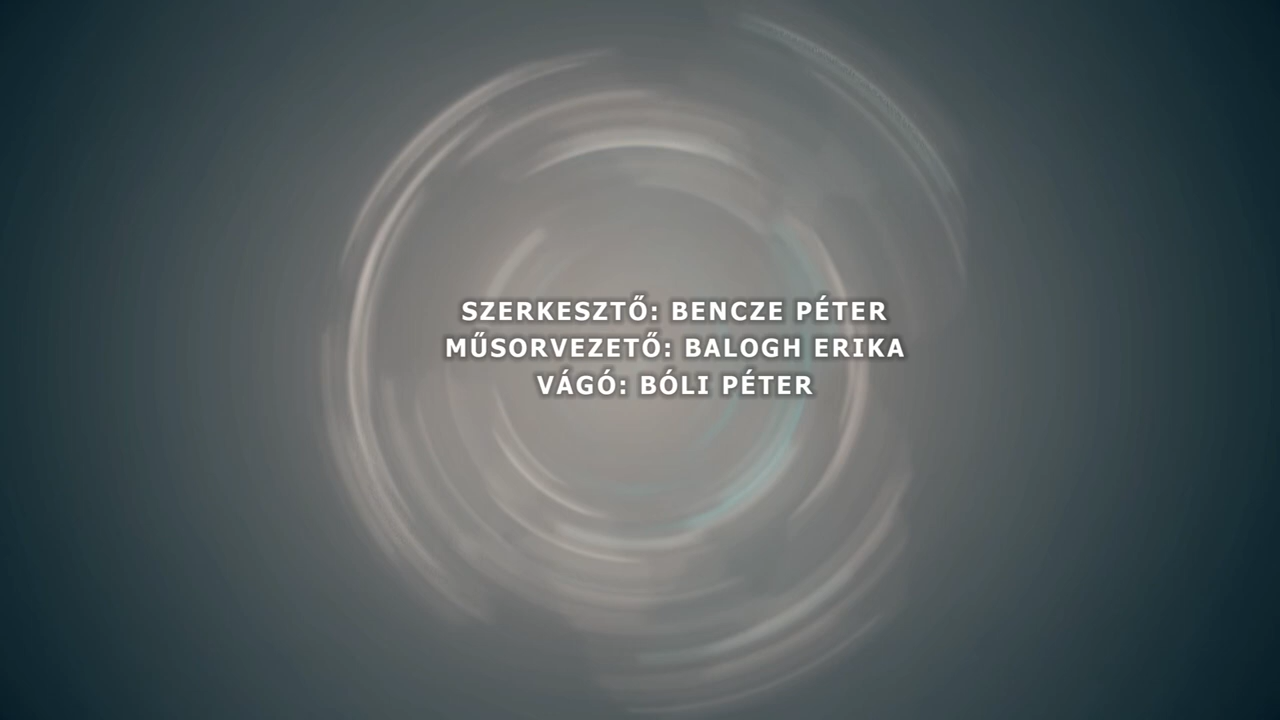 SZERKESZTŐ: BENCZE PÉTER
MŰSORVEZETŐ: BALOGH ERIKA
VÁGÓ: BÓLI PÉTER